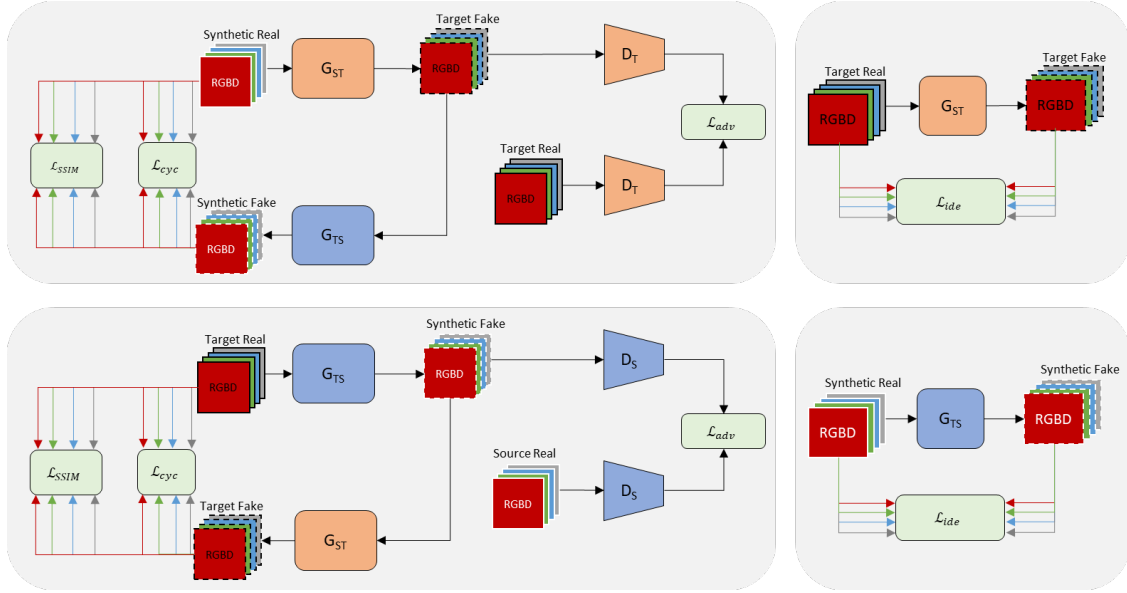 Synthetic Real
RGBD
G_ST
Target Fake
RGBD
D_T
ℒ_adv
ℒ_SSIM
ℒ_cyc
Target Real
RGBD
D_T
Synthetic Fake
RGBD
G_TS
Target Real
RGBD
G_ST
Target Fake
RGBD
ℒ_ide
Target Real
RGBD
G_TS
Synthetic Fake
RGBD
D_S
ℒ_adv
ℒ_SSIM
ℒ_cyc
Source Real
RGBD
D_S
Target Fake
RGBD
G_ST
Synthetic Real
RGBD
G_TS
Synthetic Fake
RGBD
ℒ_ide